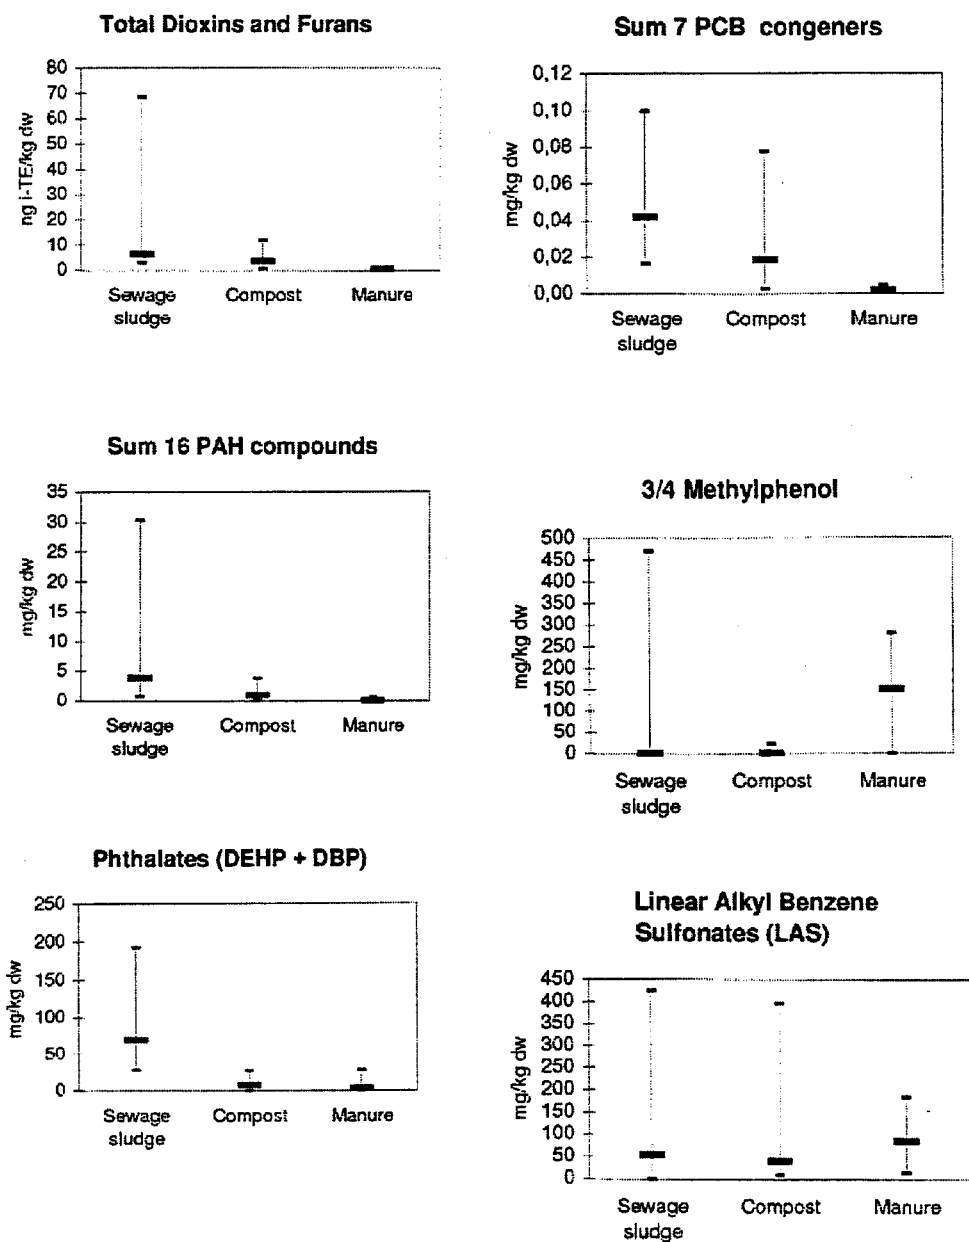 Total Dioxins and Furans
80
70
60
50
40
30
20
10
0
ng i-TE/kg dw
Sewage
sludge
Compost
Manure
Sum 7 PCB congeners
0,12
0,10
0,08
0,06
0,04
0,02
0,00
mg/kg dw
Sewage
sludge
Compost
Manure
Sum 16 PAH compounds
35
30
25
20
15
10
5
0
mg/kg dw
Sewage
sludge
Compost
Manure
3/4 Methylphenol
500
450
400
350
300
250
200
150
100
50
0
mg/kg dw
Sewage
sludge
Compost
Manure
Phthalates (DEHP + DBP)
250
200
150
100
50
0
mg/kg dw
Sewage
sludge
Compost
Manure
Linear Alkyl Benzene
Sulfonates (LAS)
450
400
350
300
250
200
150
100
50
0
mg/kg dw
Sewage
sludge
Compost
Manure